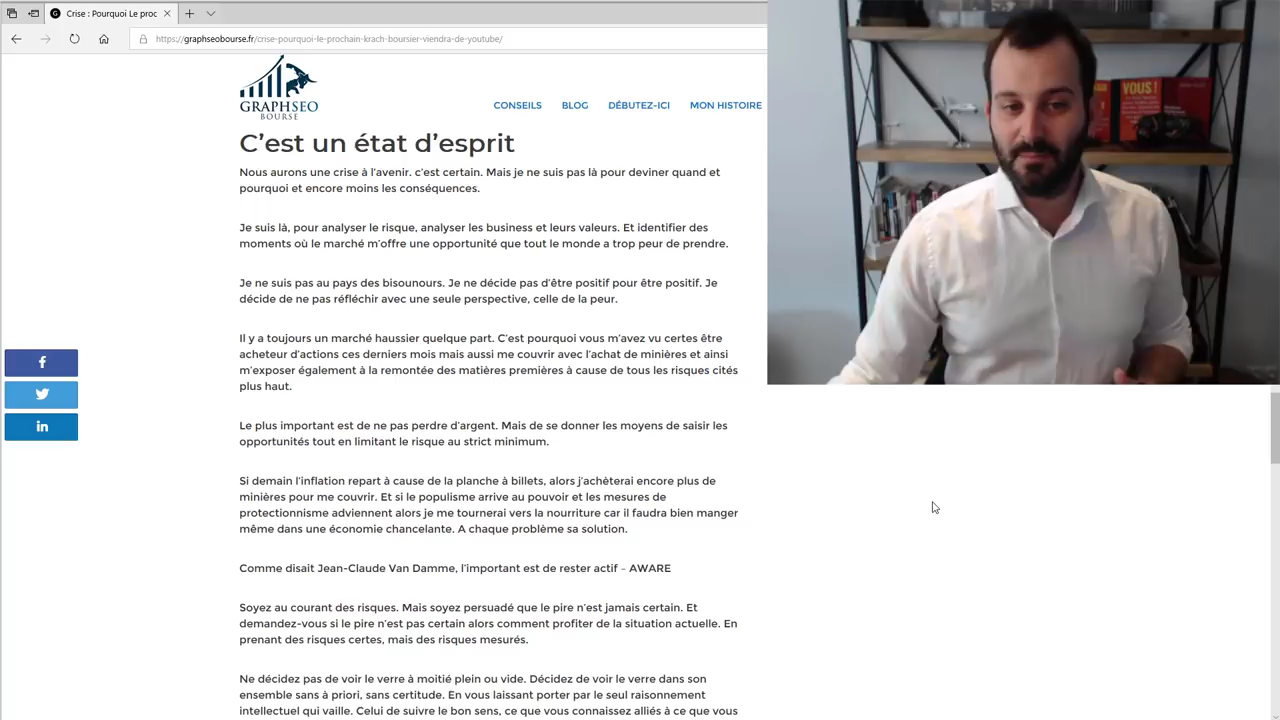 Crise : Pourquoi Le proc
https://graphseobourse.fr/crise-pourquoi-le-prochain-krach-boursier-viendra-de-youtube/
GRAPHSEO
BOURSE
CONSEILS
BLOG
DÉBUTEZ-ICI
MON HISTOIRE
C'est un état d'esprit
Nous aurons une crise à l'avenir. c'est certain. Mais je ne suis pas là pour deviner quand et
pourquoi et encore moins les conséquences.
Je suis là, pour analyser le risque, analyser les business et leurs valeurs. Et identifier des
moments où le marché m'offre une opportunité que tout le monde a trop peur de prendre.
Je ne suis pas au pays des bisounours. Je ne décide pas d'être positif pour être positif. Je
décide de ne pas réfléchir avec une seule perspective, celle de la peur.
Il y a toujours un marché haussier quelque part. C'est pourquoi vous m'avez vu certes être
acheteur d'actions ces derniers mois mais aussi me couvrir avec l'achat de minières et ainsi
m'exposer également à la remontée des matières premières à cause de tous les risques cités
plus haut.
Le plus important est de ne pas perdre d'argent. Mais de se donner les moyens de saisir les
opportunités tout en limitant le risque au strict minimum.
Si demain l'inflation repart à cause de la planche à billets, alors j'achèterai encore plus de
minières pour me couvrir. Et si le populisme arrive au pouvoir et les mesures de
protectionnisme adviennent alors je me tournerai vers la nourriture car il faudra bien manger
même dans une économie chancelante. A chaque problème sa solution.
Comme disait Jean-Claude Van Damme, l'important est de rester actif – AWARE
Soyez au courant des risques. Mais soyez persuadé que le pire n'est jamais certain. Et
demandez-vous si le pire n'est pas certain alors comment profiter de la situation actuelle. En
prenant des risques certes, mais des risques mesurés.
Ne décidez pas de voir le verre à moitié plein ou vide. Décidez de voir le verre dans son
ensemble sans à priori, sans certitude. En vous laissant porter par le seul raisonnement
intellectuel qui vaille. Celui de suivre le bon sens, ce que vous connaissez alliés à ce que vous
VOUS !